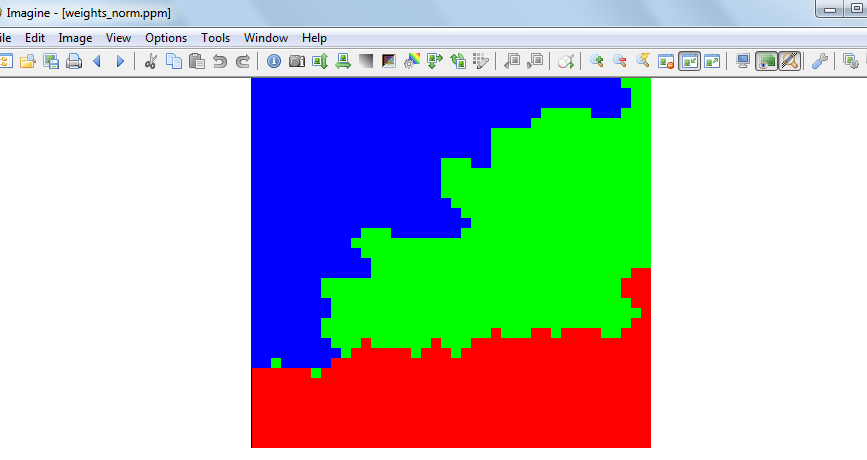 Imagine - [weights_norm.ppm]
ile Edit Image View Options Tools Window Help